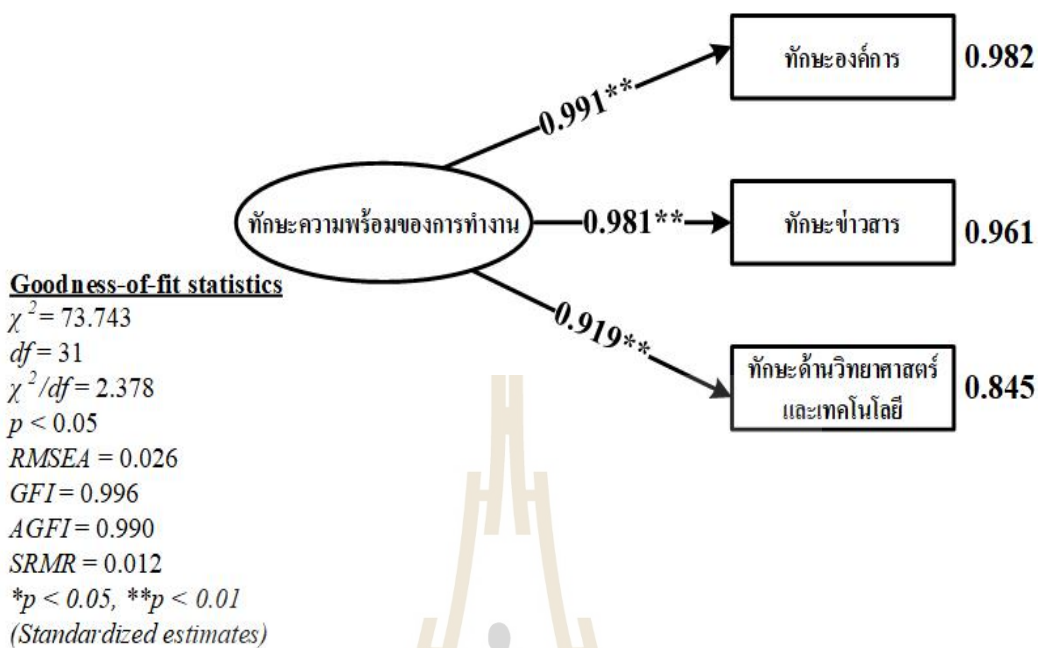 ทักษะองค์การ
0.982
0.991**
ทักษะความพร้อมของการทำงาน
0.981**
ทักษะข่าวสาร
0.961
0.919**
ทักษะด้านวิทยาศาสตร์
และเทคโนโลยี
0.845
Goodness-of-fit statistics
χ² = 73.743
df = 31
χ²/df = 2.378
p < 0.05
RMSEA = 0.026
GFI = 0.996
AGFI = 0.990
SRMR = 0.012
*p < 0.05, **p < 0.01
(Standardized estimates)